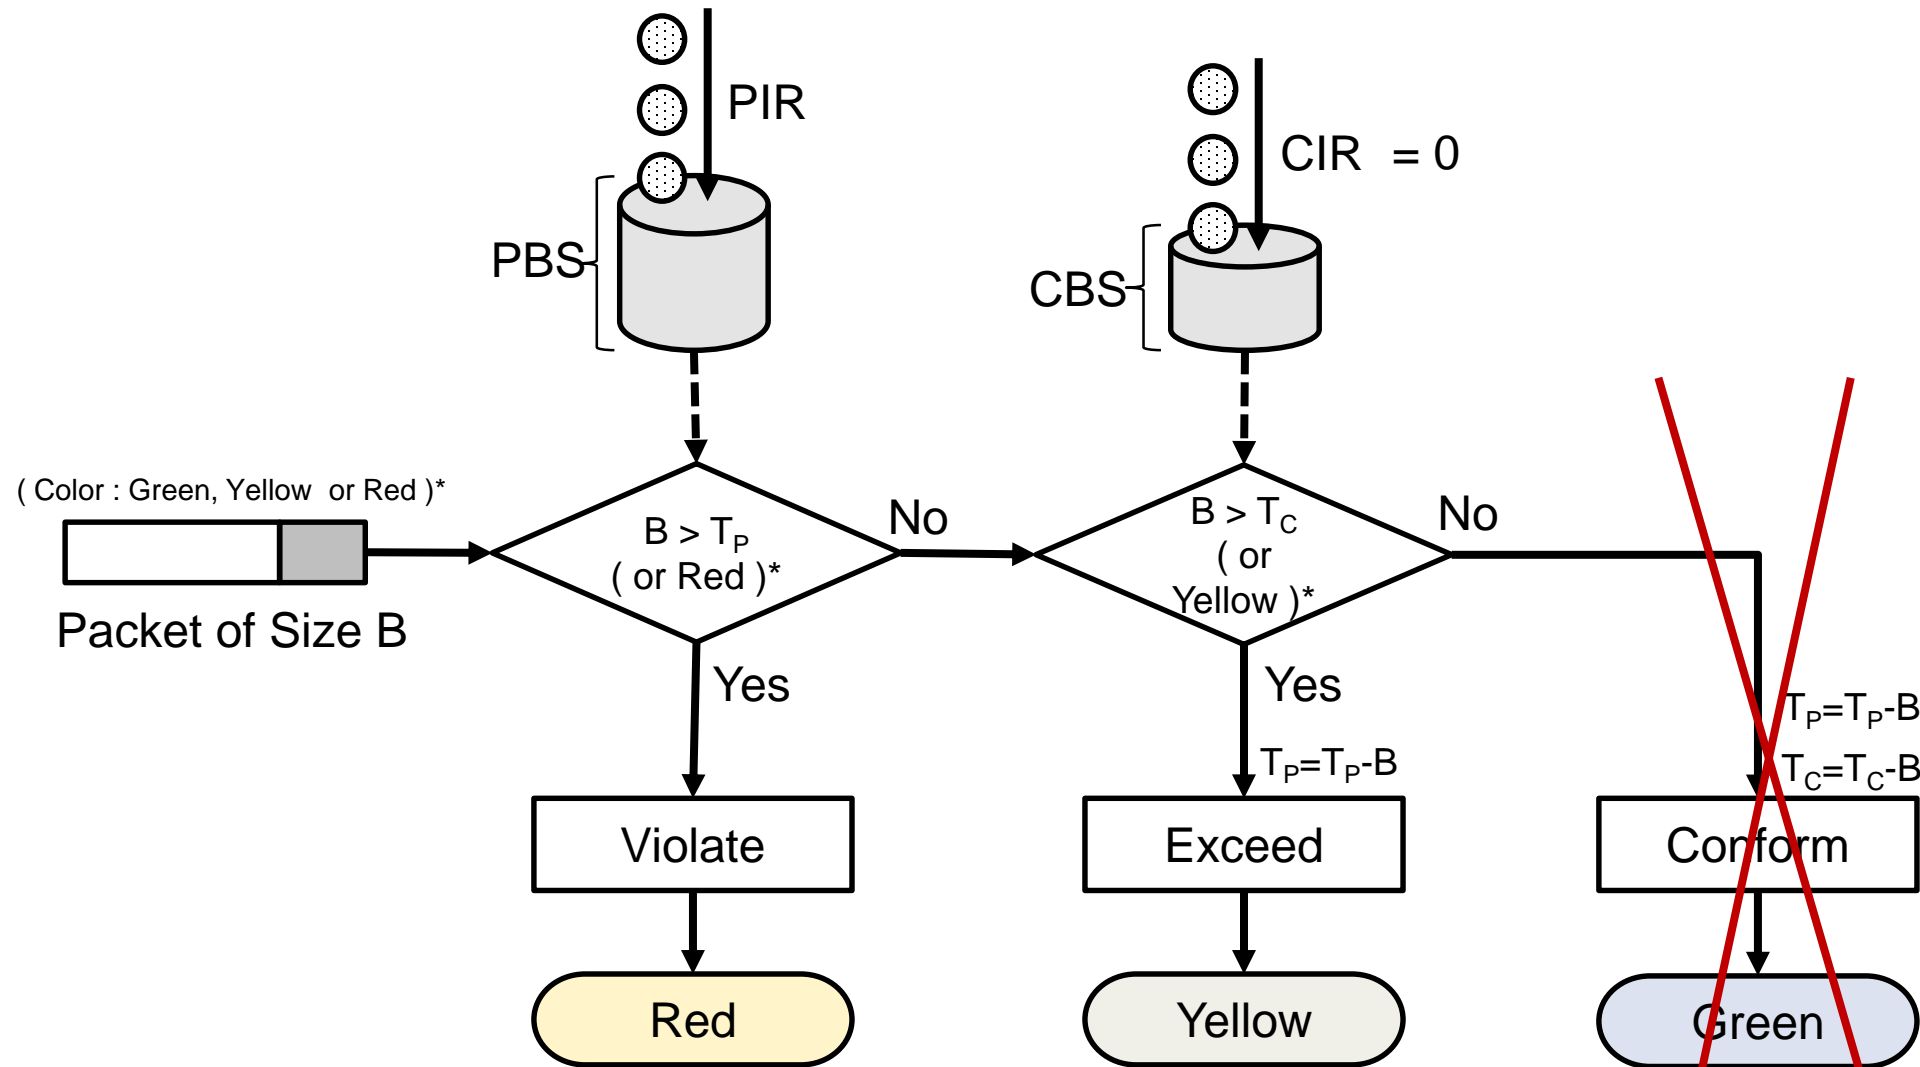 PIR
CIR = 0
PBS
CBS
( Color : Green, Yellow or Red )*
B > TP
( or Red )*
No
B > TC
( or
Yellow )*
No
Packet of Size B
Yes
Yes
TP=TP-B
TP=TP-B
TC=TC-B
Violate
Exceed
Conform
Red
Yellow
Green